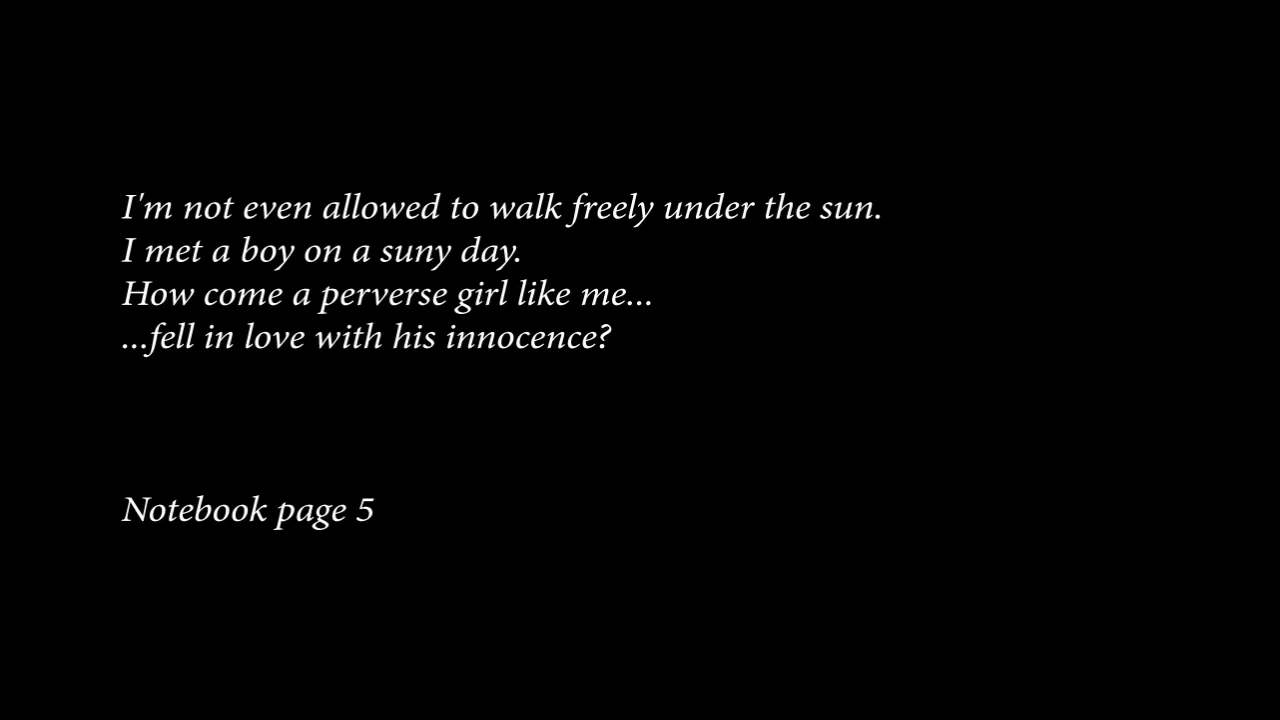 I'm not even allowed to walk freely under the sun.
I met a boy on a suny day.
How come a perverse girl like me...
...fell in love with his innocence?
Notebook page 5